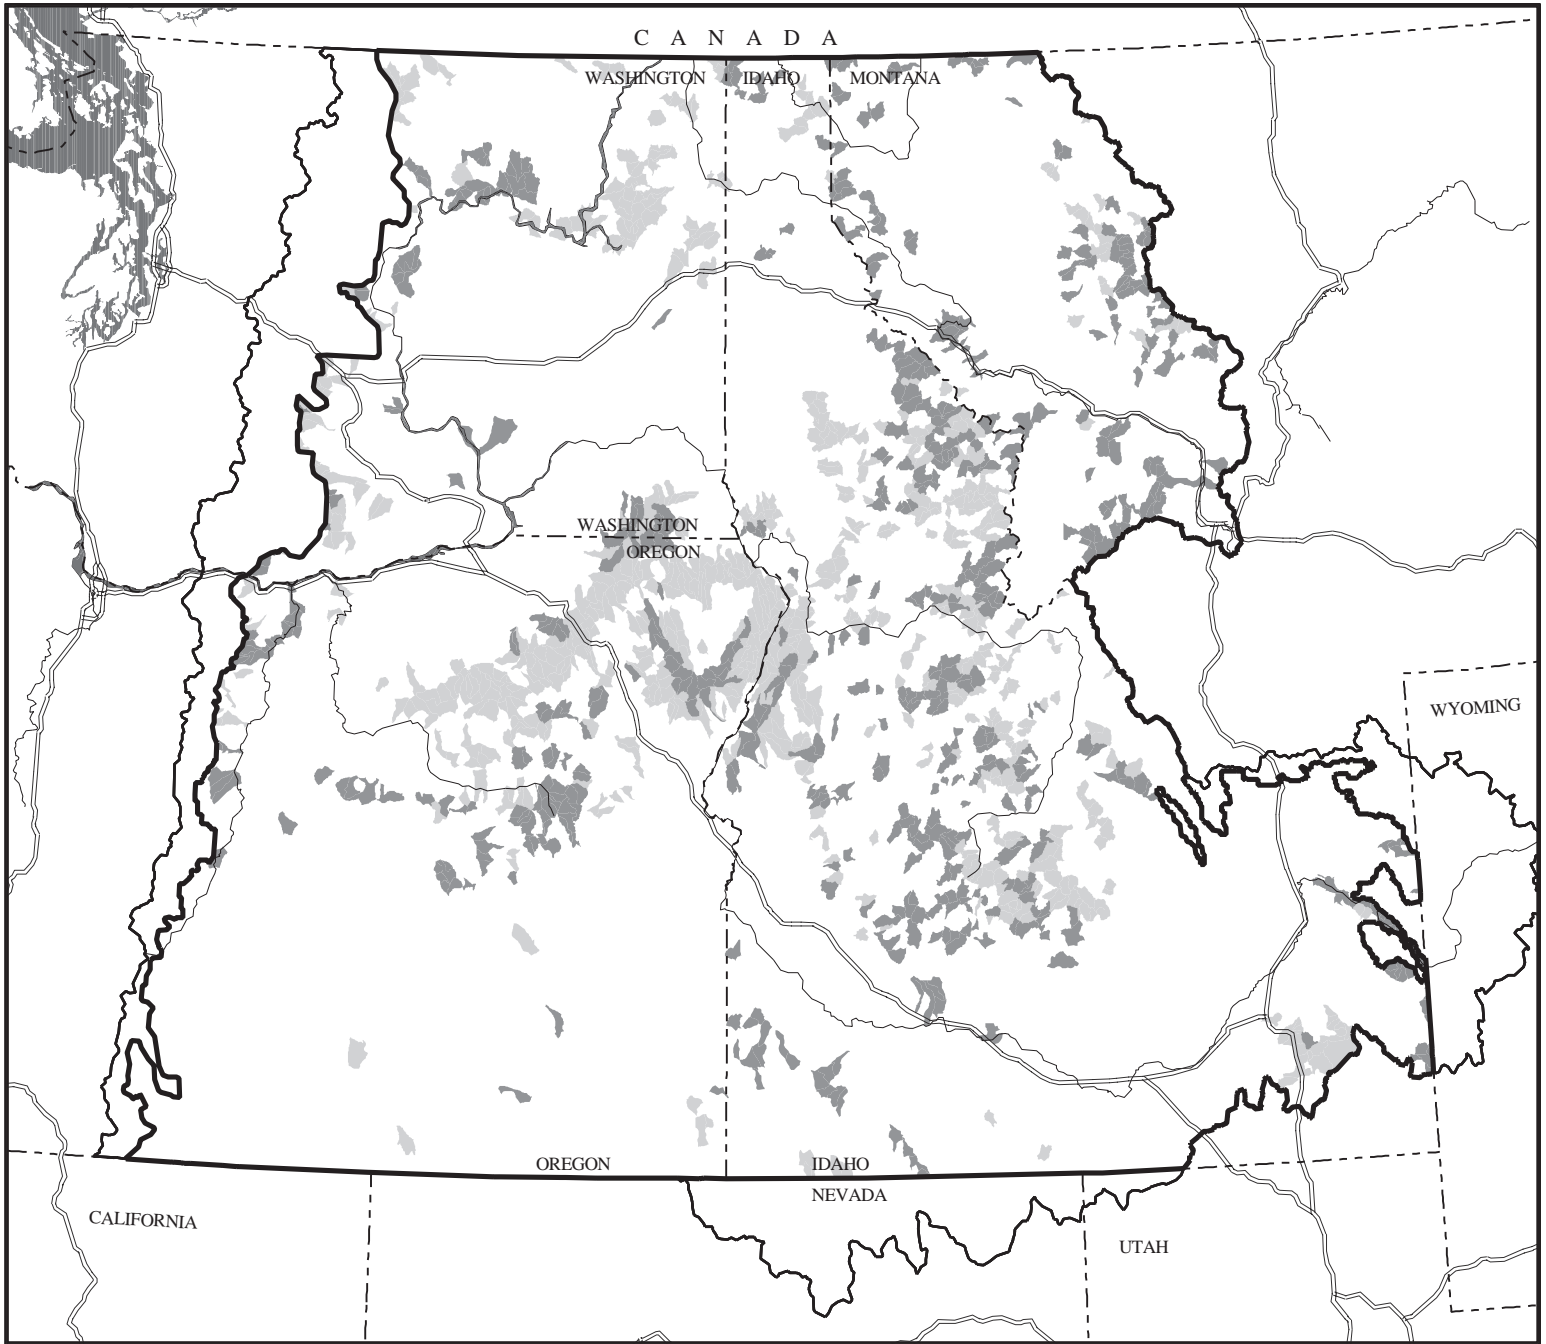 C A N A D A
WASHINGTON
IDAHO
MONTANA
WASHINGTON
OREGON
WYOMING
OREGON
IDAHO
NEVADA
CALIFORNIA
UTAH